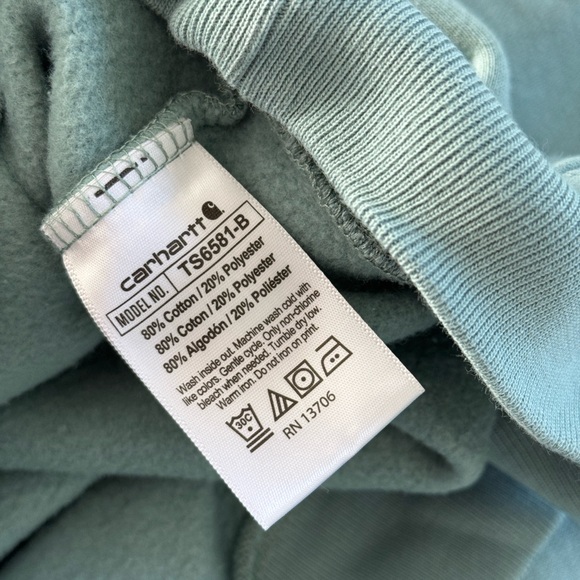 carhartt
MODEL NO. TS6581-B
80% Cotton / 20% Polyester
80% Coton / 20% Polyester
80% Algodón / 20% Poliéster
Wash inside out. Machine wash cold with
like colors. Gentle cycle. Only non-chlorine
bleach when needed. Tumble dry low.
Warm iron. Do not iron on print.
30C
RN 13706